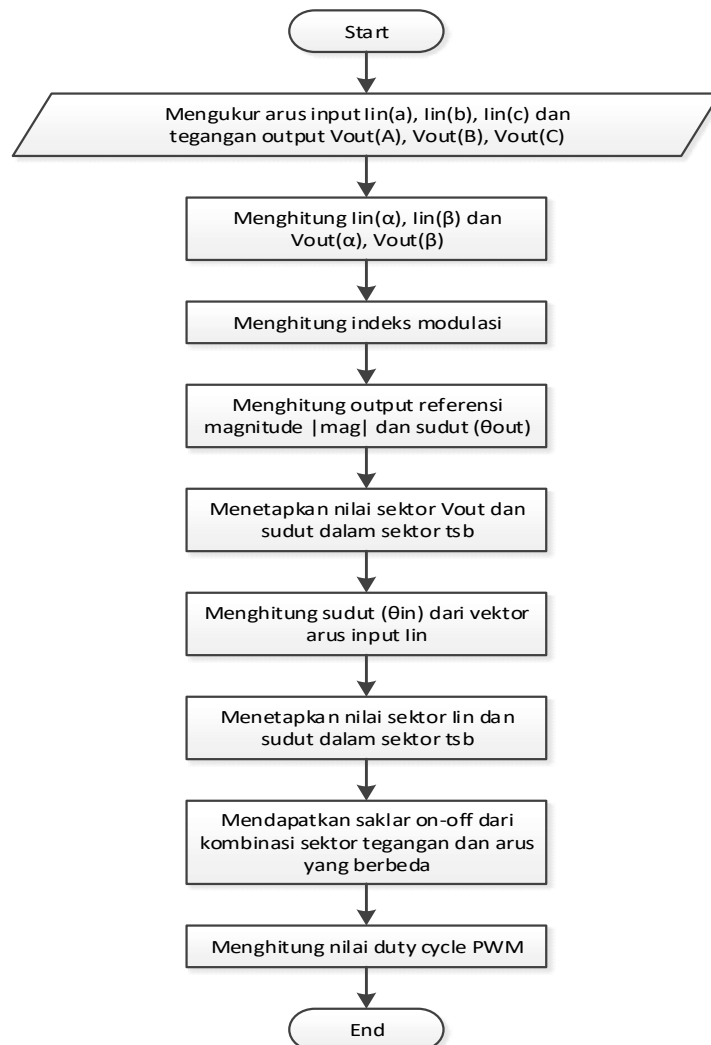 Start
Mengukur arus input Iin(a), Iin(b), Iin(c) dan
tegangan output Vout(A), Vout(B), Vout(C)
Menghitung Iin(α), Iin(β) dan
Vout(α), Vout(β)
Menghitung indeks modulasi
Menghitung output referensi
magnitude |mag| dan sudut (θout)
Menetapkan nilai sektor Vout dan
sudut dalam sektor tsb
Menghitung sudut (θin) dari vektor
arus input Iin
Menetapkan nilai sektor Iin dan
sudut dalam sektor tsb
Mendapatkan saklar on-off dari
kombinasi sektor tegangan dan arus
yang berbeda
Menghitung nilai duty cycle PWM
End